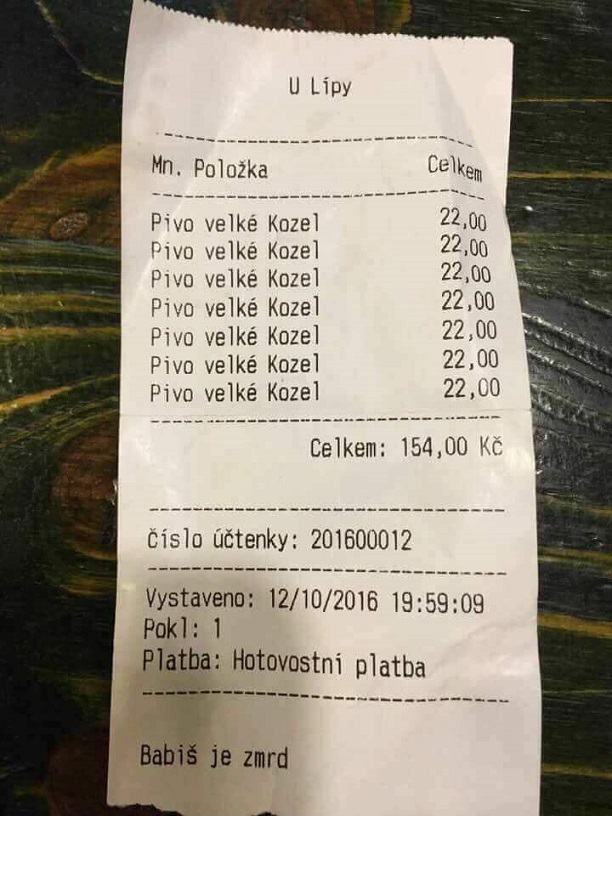 U Lípy
Mn. Položka Celkem
Pivo velké Kozel 22,00
Pivo velké Kozel 22,00
Pivo velké Kozel 22,00
Pivo velké Kozel 22,00
Pivo velké Kozel 22,00
Pivo velké Kozel 22,00
Pivo velké Kozel 22,00
Celkem: 154,00 Kč
číslo účtenky: 201600012
Vystaveno: 12/10/2016 19:59:09
Pokl: 1
Platba: Hotovostní platba
Babiš je zmrd